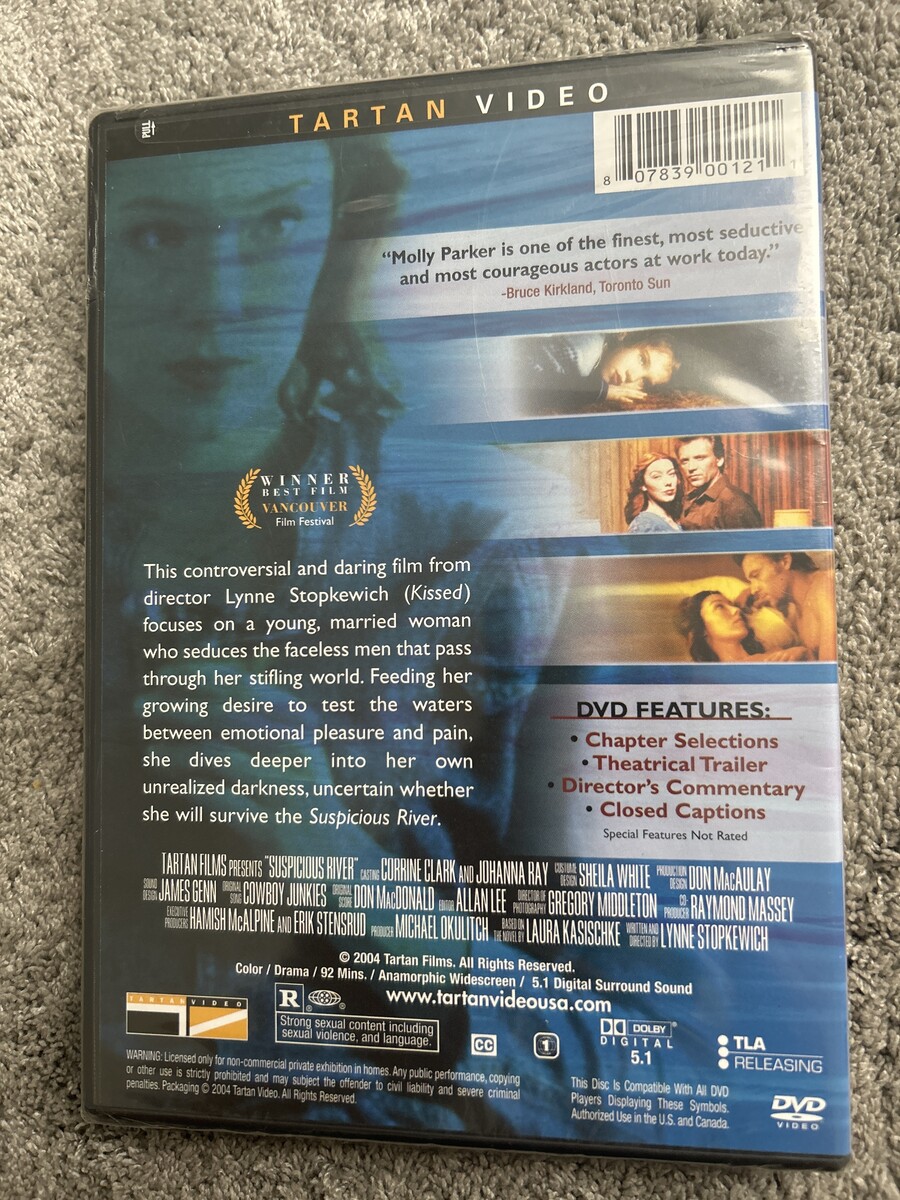 PULL
TARTAN VIDEO
8 07839 00121 1
“Molly Parker is one of the finest, most seductive
and most courageous actors at work today.”
-Bruce Kirkland, Toronto Sun
WINNER
BEST FILM
VANCOUVER
Film Festival
This controversial and daring film from
director Lynne Stopkewich (Kissed)
focuses on a young, married woman
who seduces the faceless men that pass
through her stifling world. Feeding her
growing desire to test the waters
between emotional pleasure and pain,
she dives deeper into her own
unrealized darkness, uncertain whether
she will survive the Suspicious River.
DVD FEATURES:
• Chapter Selections
• Theatrical Trailer
• Director’s Commentary
• Closed Captions
Special Features Not Rated
TARTAN FILMS PRESENTS "SUSPICIOUS RIVER" CASTING CORRINE CLARK AND JOHANNA RAY COSTUME DESIGN SHEILA WHITE PRODUCTION DESIGN DON MACAULAY
SOUND DESIGN JAMES GENN ORIGINAL SONG COWBOY JUNKIES ORIGINAL SCORE DON MACDONALD EDITOR ALLAN LEE DIRECTOR OF PHOTOGRAPHY GREGORY MIDDLETON CO-PRODUCER RAYMOND MASSEY
EXECUTIVE PRODUCERS HAMISH McALPINE AND ERIK STENSRUD PRODUCER MICHAEL OKULITCH BASED ON THE NOVEL BY LAURA KASISCHKE WRITTEN AND DIRECTED BY LYNNE STOPKEWICH
© 2004 Tartan Films. All Rights Reserved.
Color / Drama / 92 Mins. / Anamorphic Widescreen / 5.1 Digital Surround Sound
www.tartanvideousa.com
TARTAN VIDEO
R
Strong sexual content including
sexual violence, and language.
CC
1
DOLBY
DIGITAL
5.1
TLA
RELEASING
WARNING: Licensed only for non-commercial private exhibition in homes. Any public performance, copying
or other use is strictly prohibited and may subject the offender to civil liability and severe criminal
penalties. Packaging © 2004 Tartan Video. All Rights Reserved.
This Disc Is Compatible With All DVD
Players Displaying These Symbols.
Authorized Use in the U.S. and Canada.
DVD
VIDEO